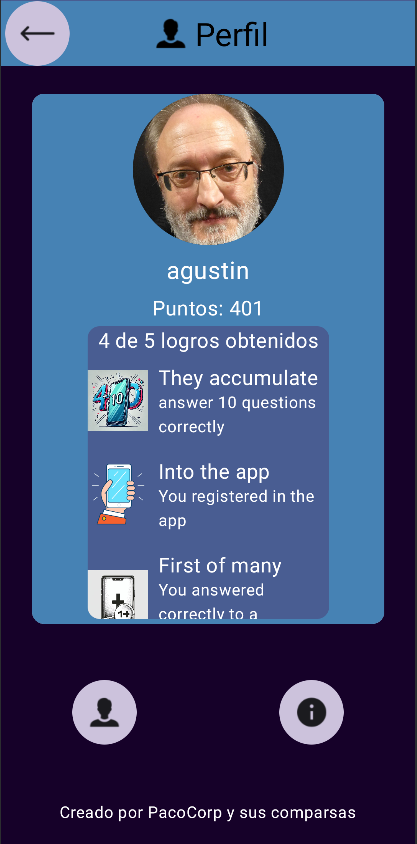 Perfil
agustin
Puntos: 401
4 de 5 logros obtenidos
They accumulate
answer 10 questions
correctly
Into the app
You registered in the
app
First of many
You answered
correctly to a
Creado por PacoCorp y sus comparsas